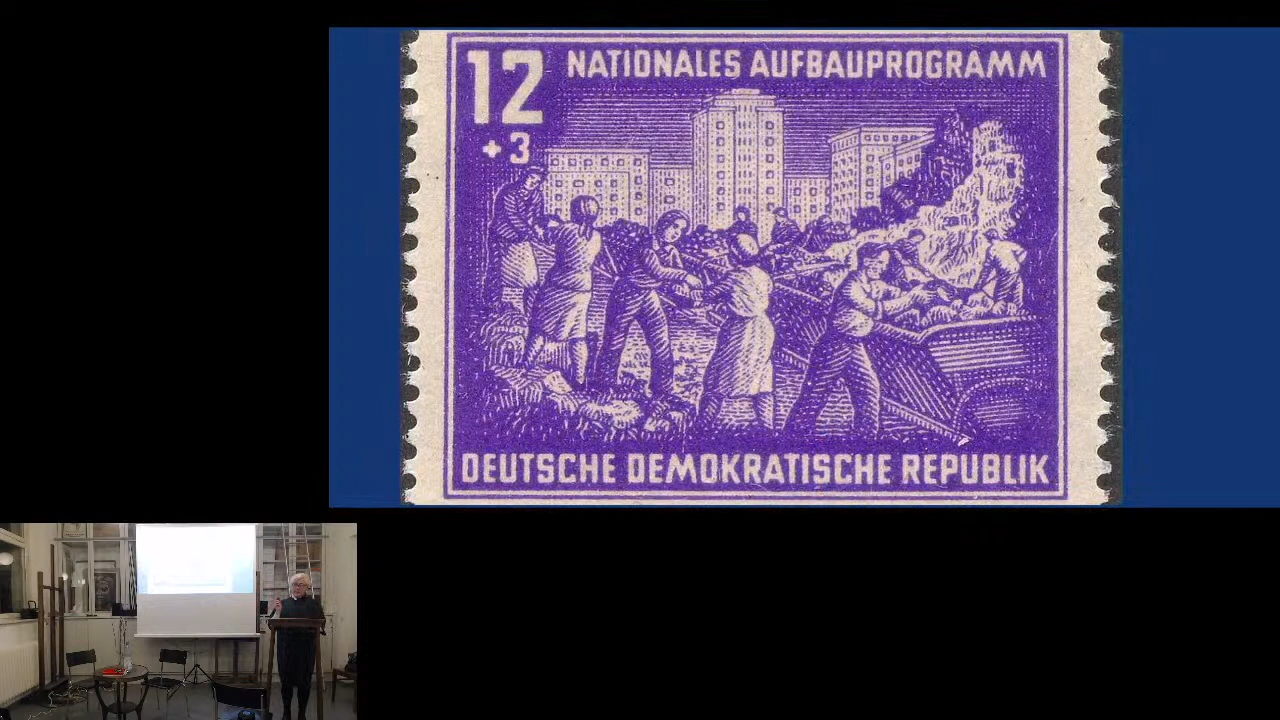 12
+3
NATIONALES AUFBAUPROGRAMM
DEUTSCHE DEMOKRATISCHE REPUBLIK